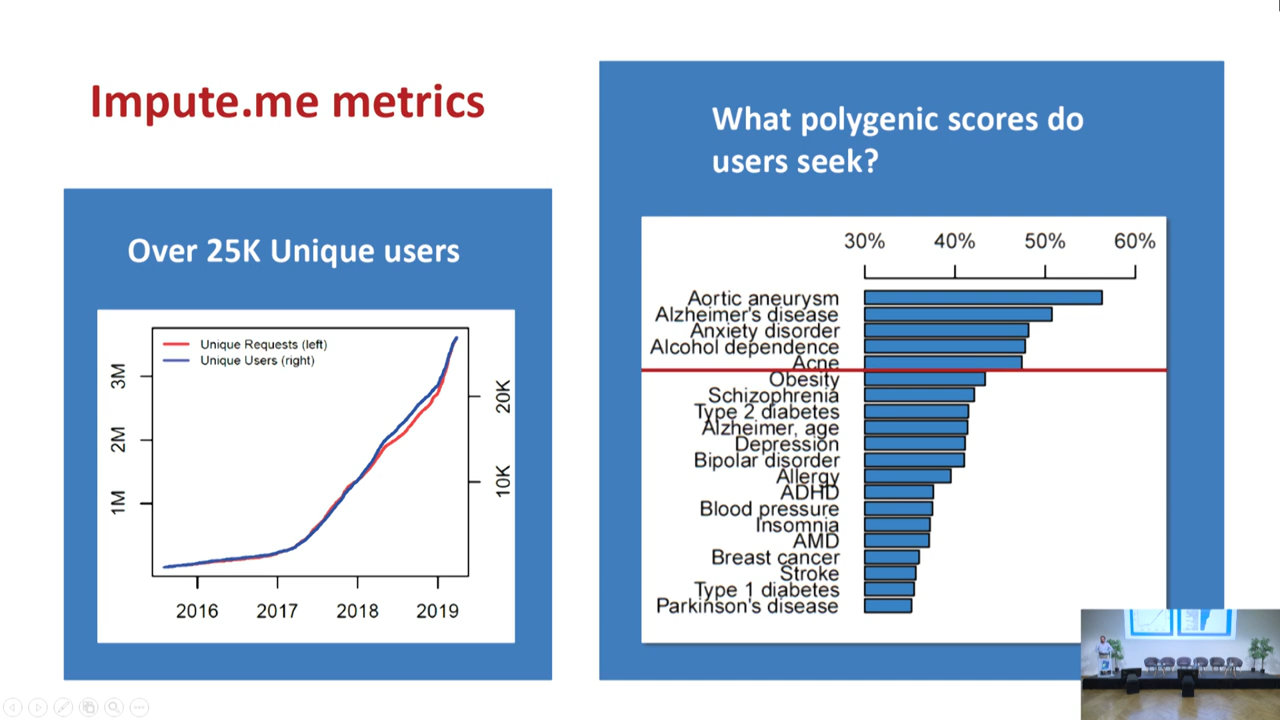 Impute.me metrics
Over 25K Unique users
Unique Requests (left)
Unique Users (right)
3M
2M
1M
20K
10K
2016 2017 2018 2019
What polygenic scores do
users seek?
30% 40% 50% 60%
Aortic aneurysm
Alzheimer's disease
Anxiety disorder
Alcohol dependence
Acne
Obesity
Schizophrenia
Type 2 diabetes
Alzheimer, age
Depression
Bipolar disorder
Allergy
ADHD
Blood pressure
Insomnia
AMD
Breast cancer
Stroke
Type 1 diabetes
Parkinson's disease